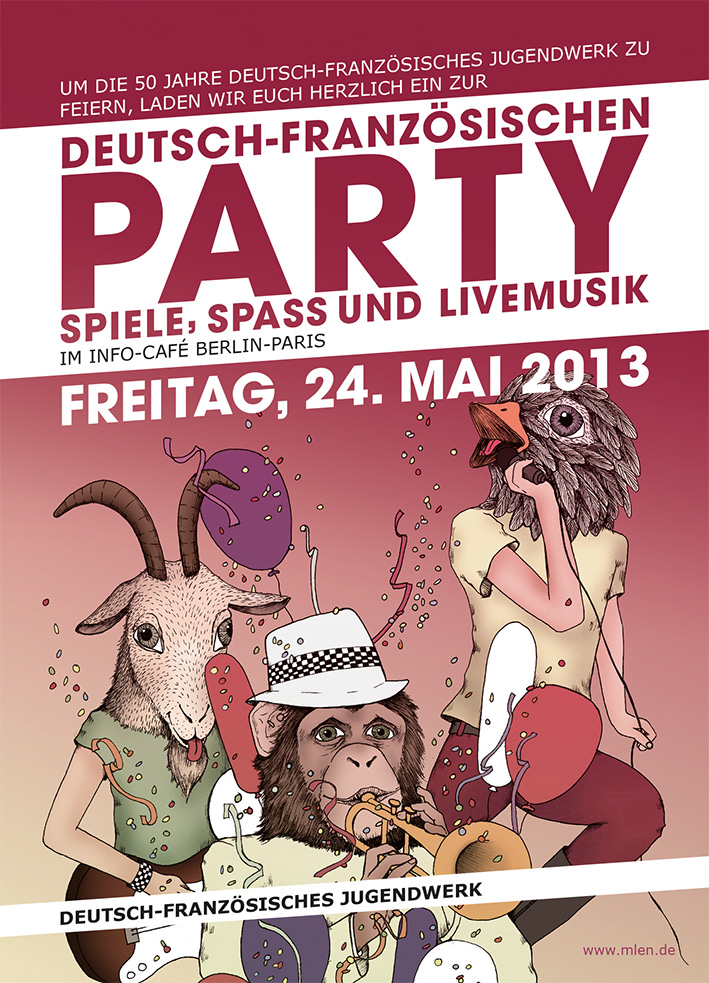 UM DIE 50 JAHRE DEUTSCH-FRANZÖSISCHES JUGENDWERK ZU
FEIERN, LADEN WIR EUCH HERZLICH EIN ZUR
DEUTSCH-FRANZÖSISCHEN
PARTY
SPIELE, SPASS UND LIVEMUSIK
IM INFO-CAFÉ BERLIN-PARIS
FREITAG, 24. MAI 2013
DEUTSCH-FRANZÖSISCHES JUGENDWERK
www.mlen.de